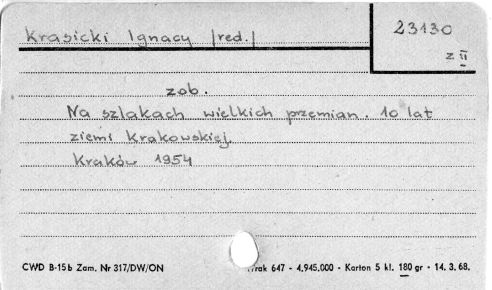 Krasicki Ignacy /red./
23130
z II
zob.
Na szlakach wielkich przemian. 10 lat
ziemi Krakowskiej.
Kraków 1954
CWD B-15b Zam. Nr 317/DW/ON
647 - 4.945.000 - Karton 5 kl. 180 gr - 14. 3. 68.